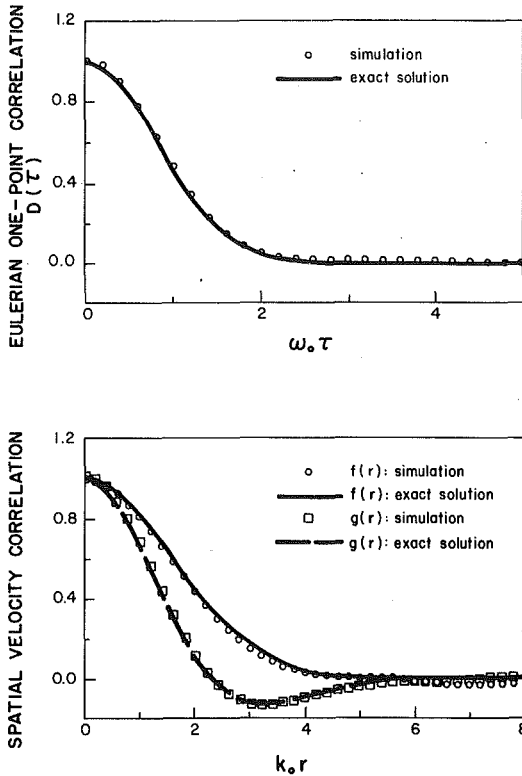 EULERIAN ONE-POINT CORRELATION
D(τ)
1.2
0.8
0.4
0.0
simulation
exact solution
0 2 4
ω₀τ
SPATIAL VELOCITY CORRELATION
1.2
0.8
0.4
0.0
f(r): simulation
f(r): exact solution
g(r): simulation
g(r): exact solution
0 2 4 6 8
k₀r